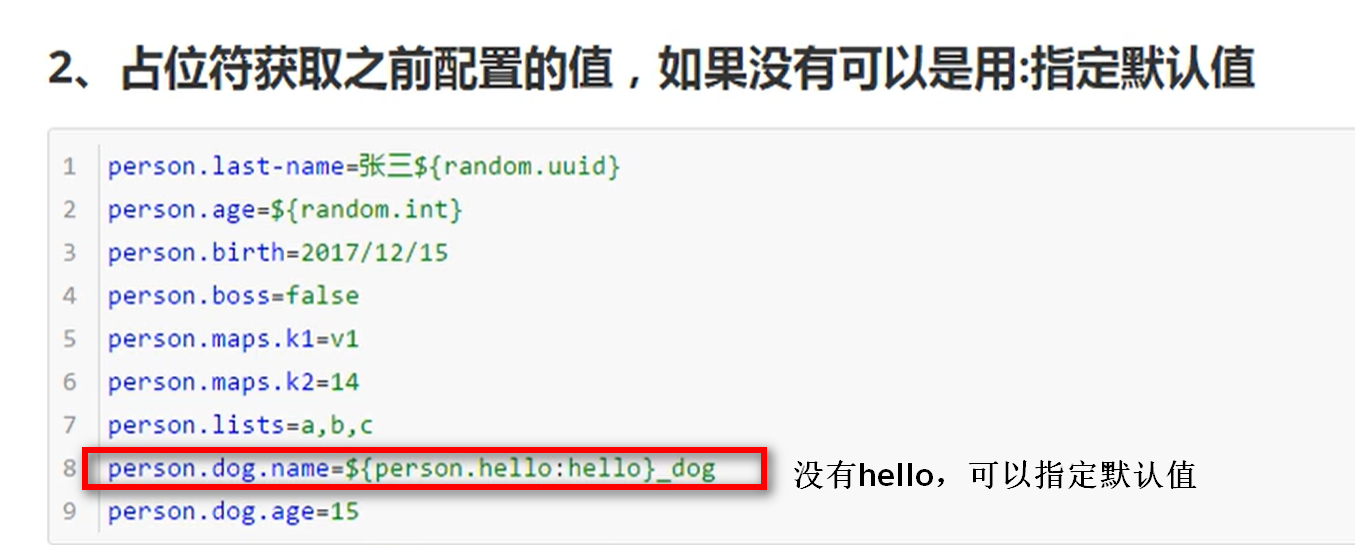 2、占位符获取之前配置的值，如果没有可以是用:指定默认值
1 person.last-name=张三${random.uuid}
2 person.age=${random.int}
3 person.birth=2017/12/15
4 person.boss=false
5 person.maps.k1=v1
6 person.maps.k2=14
7 person.lists=a,b,c
8 person.dog.name=${person.hello:hello}_dog 没有hello，可以指定默认值
9 person.dog.age=15